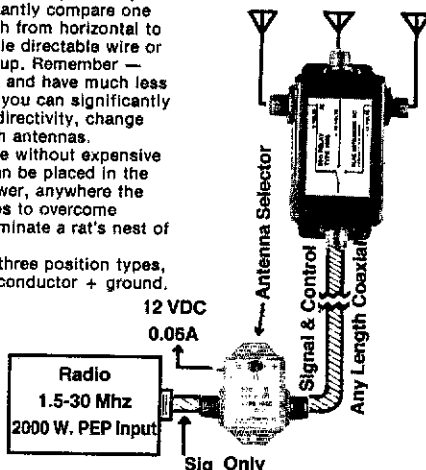 antly compare one
h from horizontal to
le directable wire or
up. Remember —
and have much less
you can significantly
directivity, change
h antennas.
e without expensive
an be placed in the
wer, anywhere the
es to overcome
minate a rat's nest of
three position types,
conductor + ground.
Antenna Selector
Signal & Control
Any Length Coaxial
12 VDC
0.05A
Radio
1.5-30 Mhz
2000 W. PEP Input
Sig Only